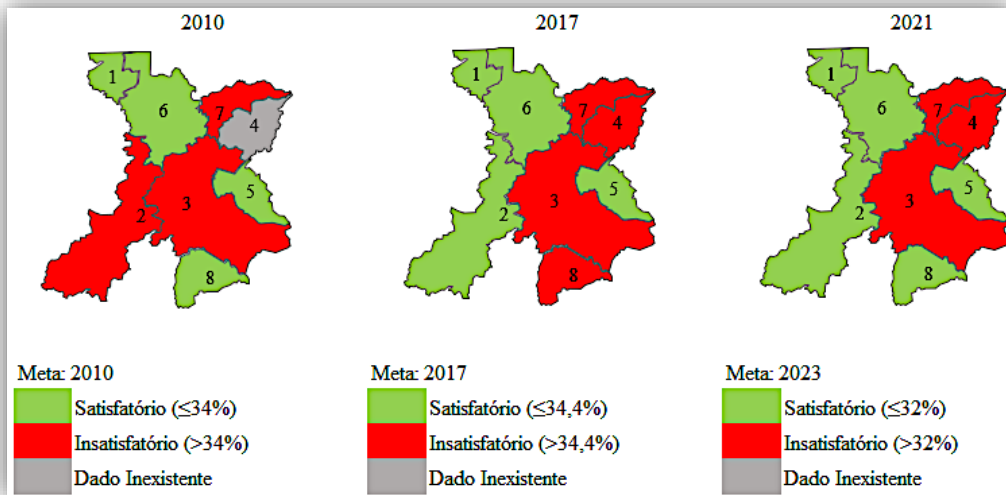 2010
1
6
7
4
5
3
2
8
Meta: 2010
Satisfatório (≤34%)
Insatisfatório (>34%)
Dado Inexistente
2017
1
6
7
4
5
3
2
8
Meta: 2017
Satisfatório (≤34,4%)
Insatisfatório (>34,4%)
Dado Inexistente
2021
1
6
7
4
5
3
2
8
Meta: 2023
Satisfatório (≤32%)
Insatisfatório (>32%)
Dado Inexistente